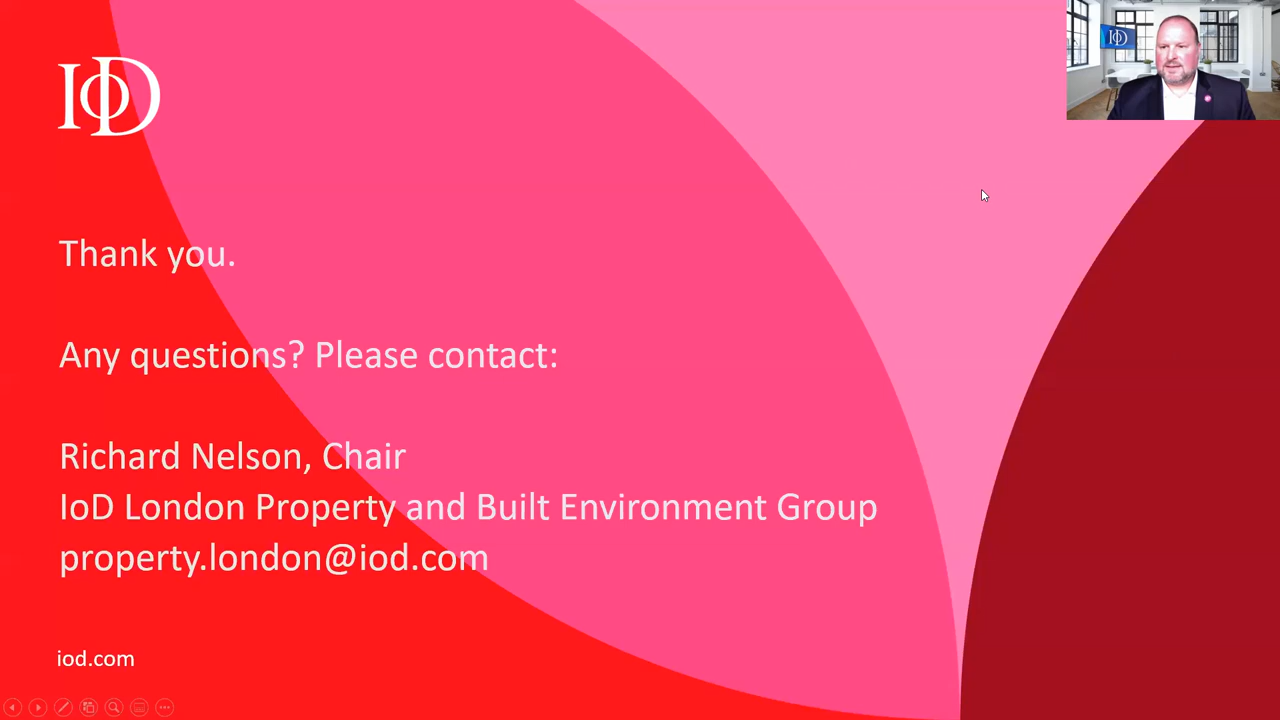 IoD
IoD
Thank you.
Any questions? Please contact:
Richard Nelson, Chair
IoD London Property and Built Environment Group
property.london@iod.com
iod.com